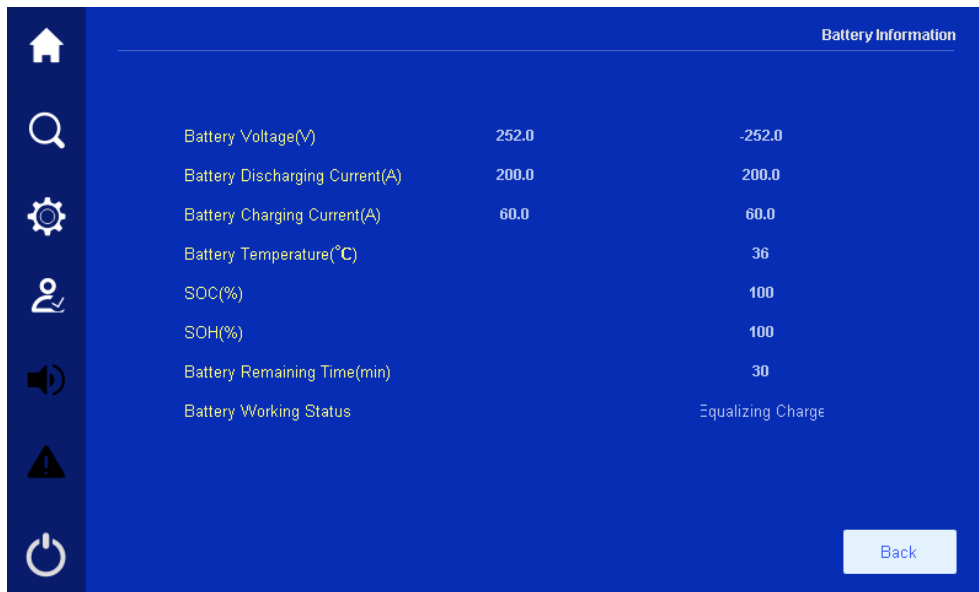 Battery Information
Battery Voltage(V) 252.0 -252.0
Battery Discharging Current(A) 200.0 200.0
Battery Charging Current(A) 60.0 60.0
Battery Temperature(°C) 36
SOC(%) 100
SOH(%) 100
Battery Remaining Time(min) 30
Battery Working Status Equalizing Charge
Back